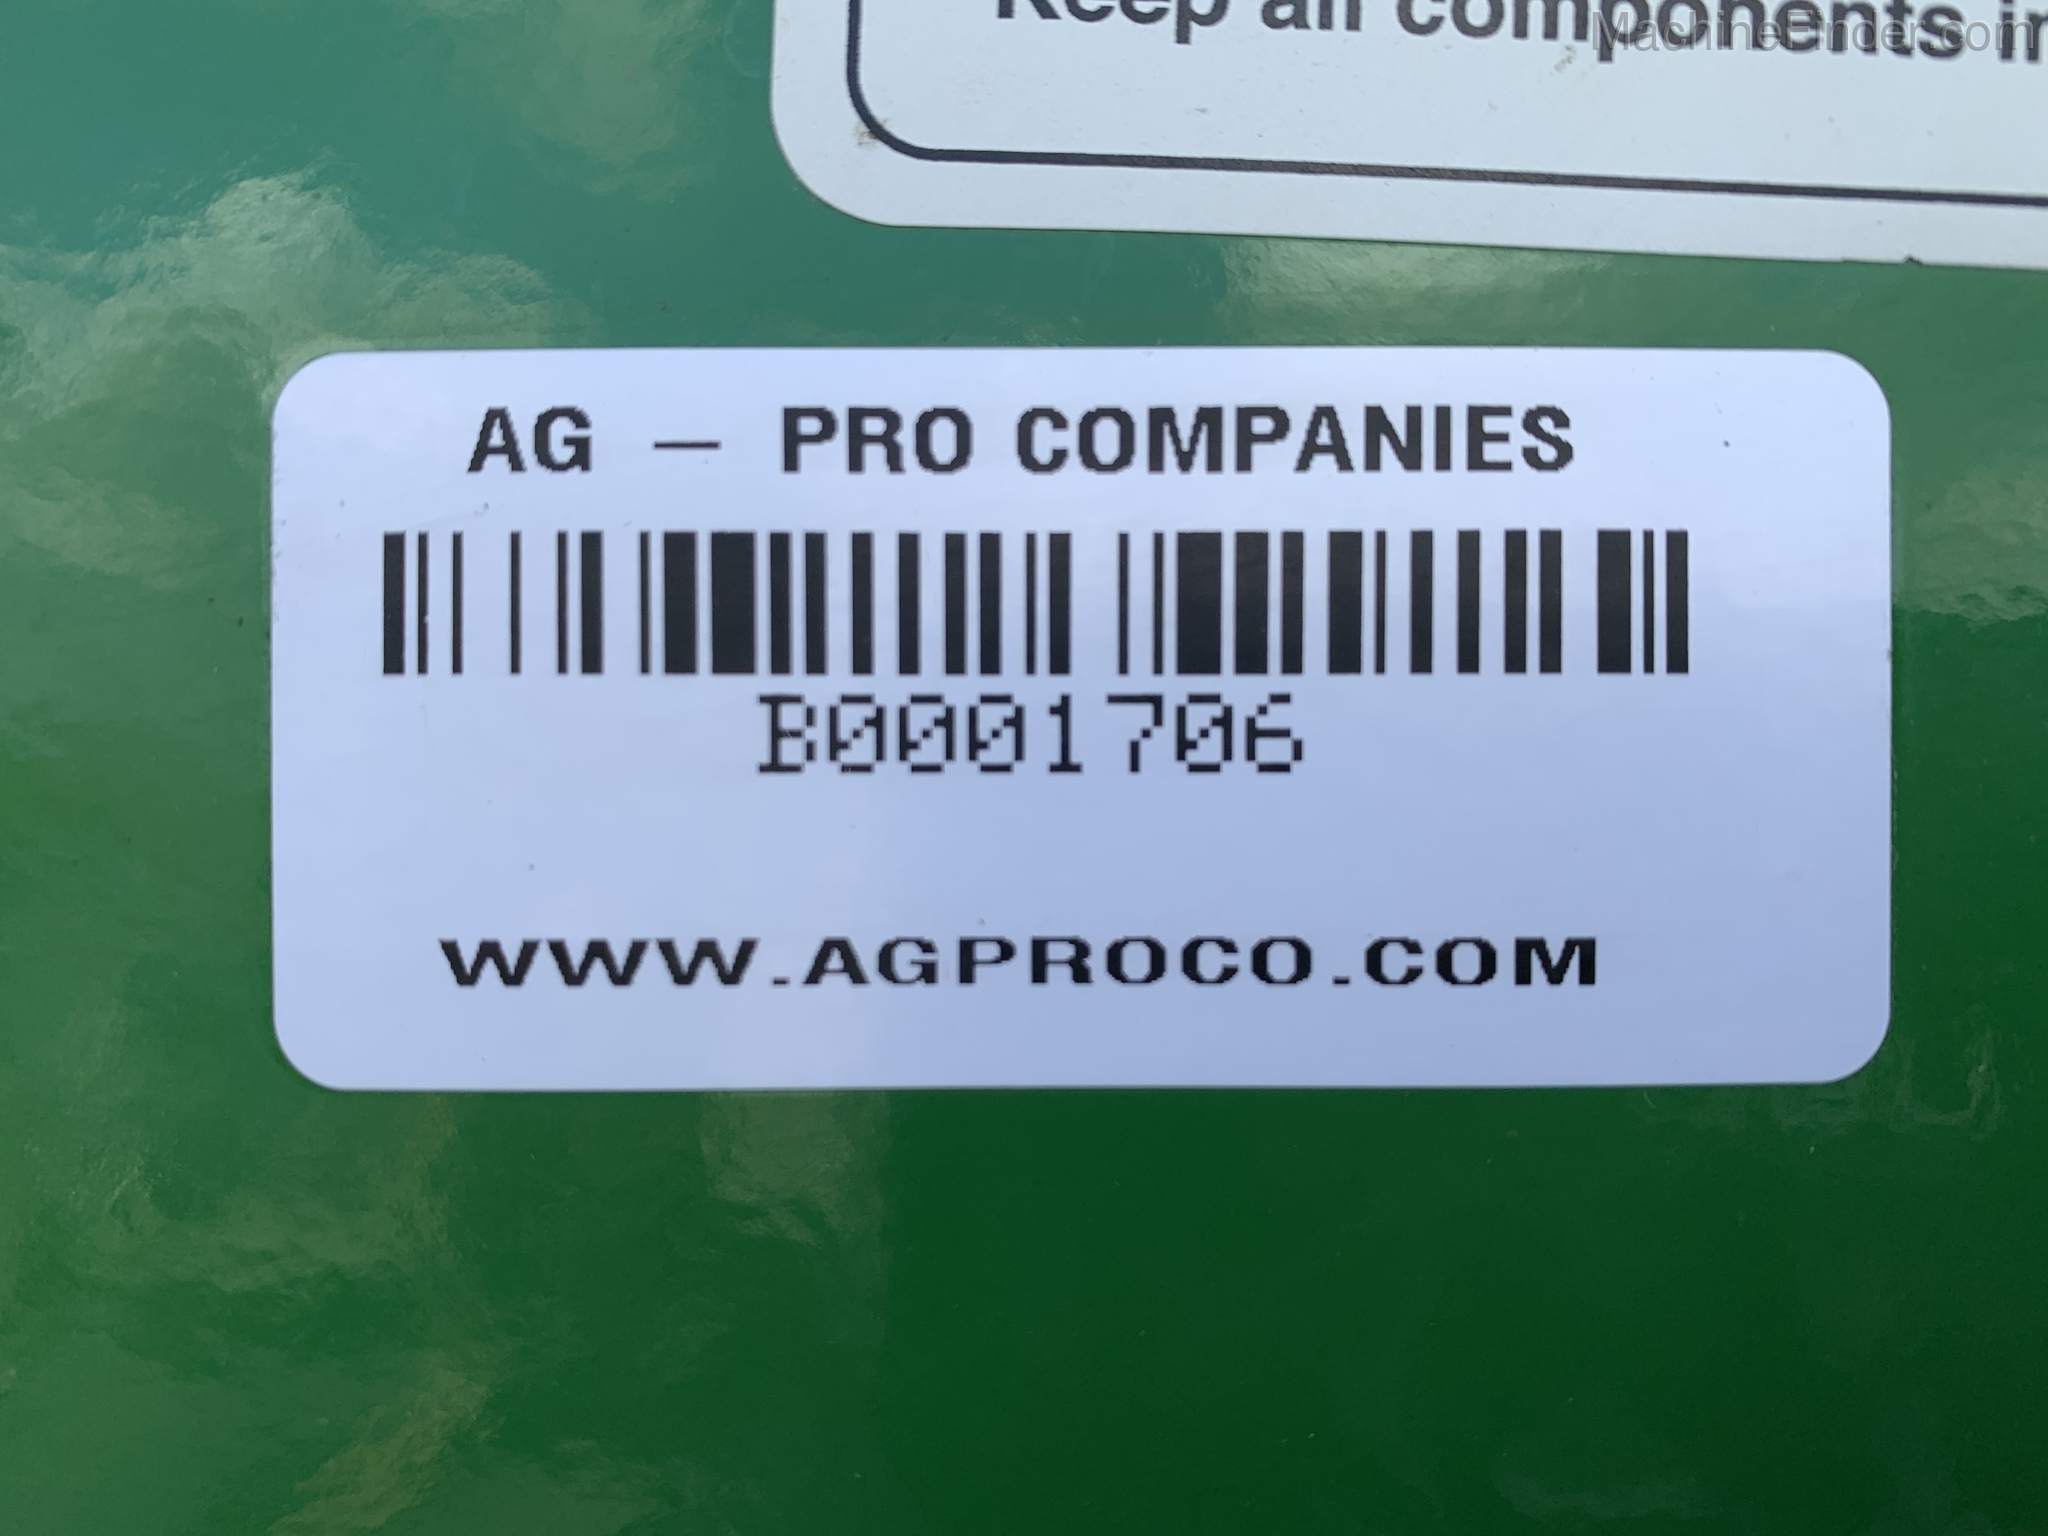 Keep all components in
MachineFinder.com
AG - PRO COMPANIES
B0001706
WWW.AGPROCO.COM